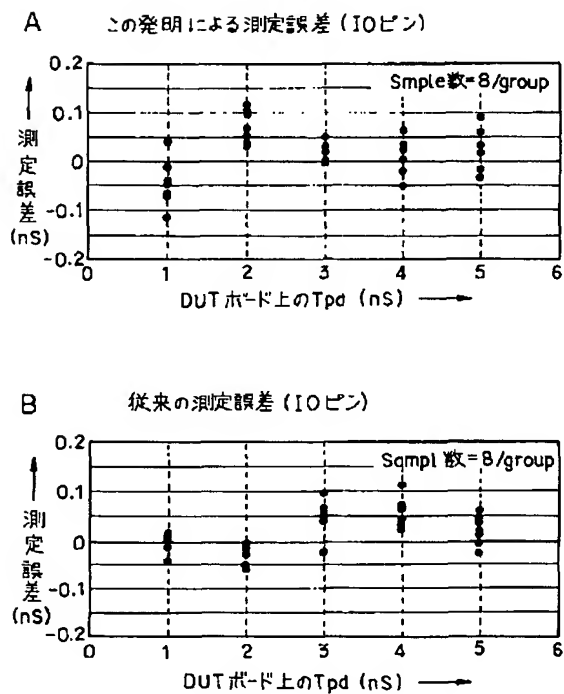 A この発明による測定誤差(IOピン)
0.2
Smple数=8/group
0.1
0
-0.1
-0.2
測定誤差
(nS)
0 1 2 3 4 5 6
DUTボード上のTpd (nS)
B 従来の測定誤差(IOピン)
0.2
Sampl 数=8/group
0.1
0
-0.1
-0.2
測定誤差
(nS)
0 1 2 3 4 5 6
DUTボード上のTpd (nS)